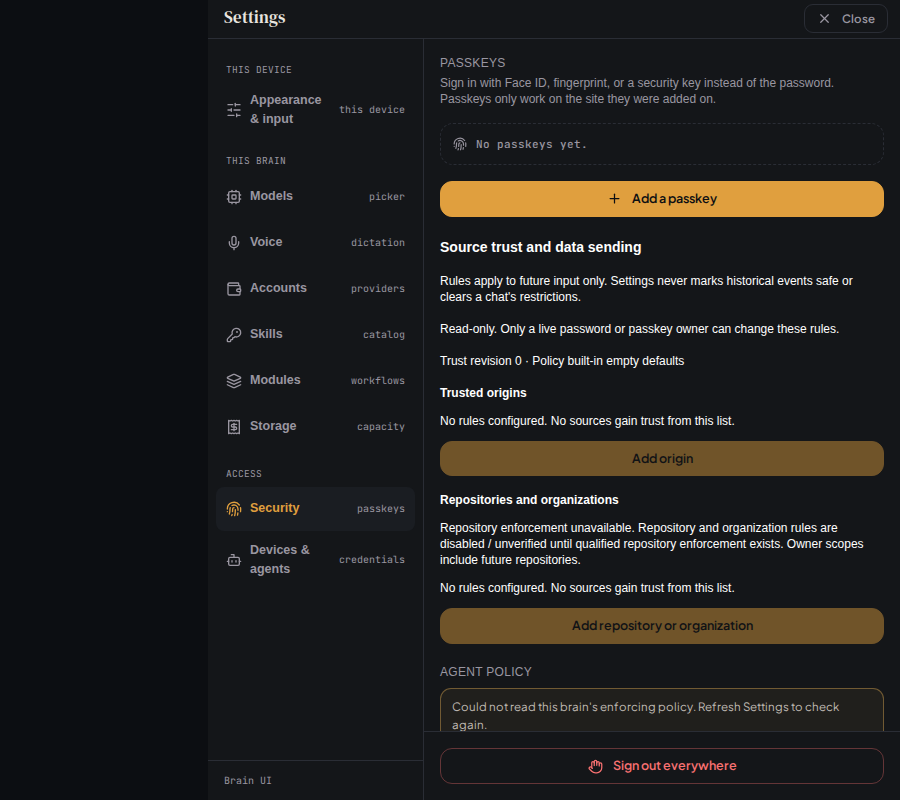 Settings
Close
THIS DEVICE
Appearance
& input
this device
THIS BRAIN
Models
picker
Voice
dictation
Accounts
providers
Skills
catalog
Modules
workflows
Storage
capacity
ACCESS
Security
passkeys
Devices &
agents
credentials
Brain UI
PASSKEYS
Sign in with Face ID, fingerprint, or a security key instead of the password.
Passkeys only work on the site they were added on.
No passkeys yet.
Add a passkey
Source trust and data sending
Rules apply to future input only. Settings never marks historical events safe or
clears a chat's restrictions.
Read-only. Only a live password or passkey owner can change these rules.
Trust revision 0 · Policy built-in empty defaults
Trusted origins
No rules configured. No sources gain trust from this list.
Add origin
Repositories and organizations
Repository enforcement unavailable. Repository and organization rules are
disabled / unverified until qualified repository enforcement exists. Owner scopes
include future repositories.
No rules configured. No sources gain trust from this list.
Add repository or organization
AGENT POLICY
Could not read this brain's enforcing policy. Refresh Settings to check
again.
Sign out everywhere